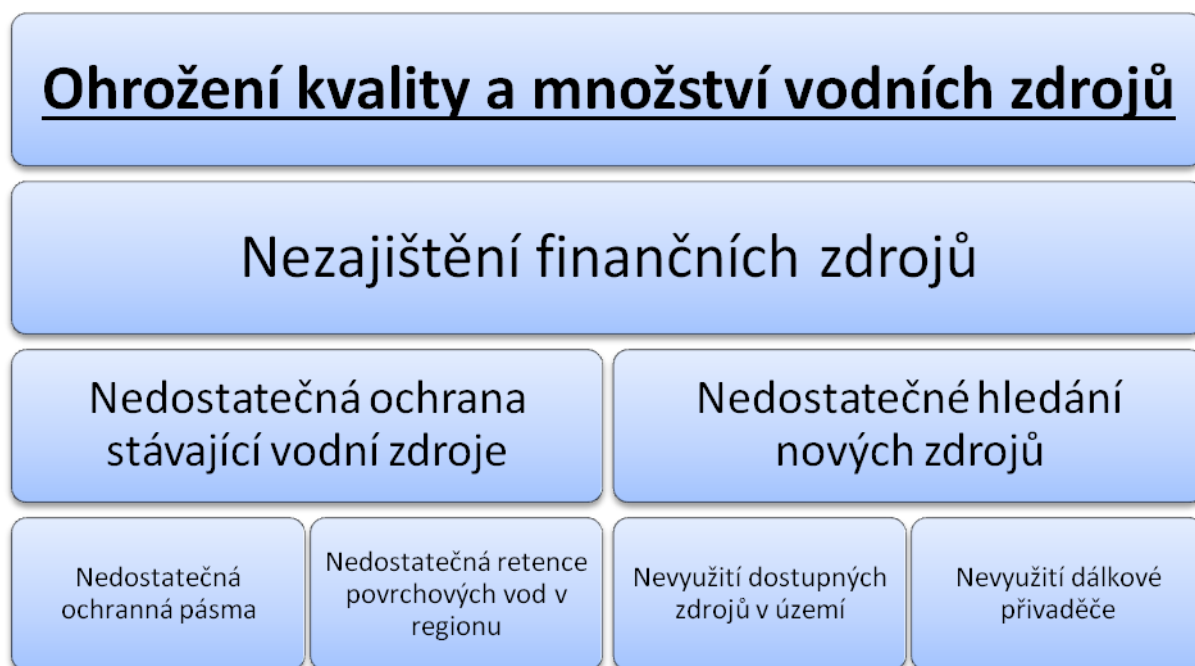 Ohrožení kvality a množství vodních zdrojů
Nezajištění finančních zdrojů
Nedostatečná ochrana
stávající vodní zdroje
Nedostatečné hledání
nových zdrojů
Nedostatečná
ochranná pásma
Nedostatečná retence
povrchových vod v
regionu
Nevyužití dostupných
zdrojů v území
Nevyužití dálkové
přivaděče